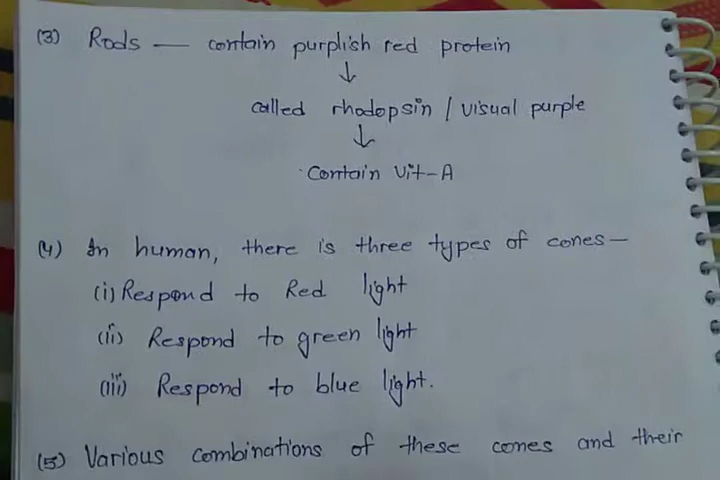 (3) Rods — contain purplish red protein
↓
called rhodopsin / visual purple
↓
Contain Vit-A
(4) In human, there is three types of cones—
(i) Respond to Red light
(ii) Respond to green light
(iii) Respond to blue light.
(5) Various combinations of these cones and their